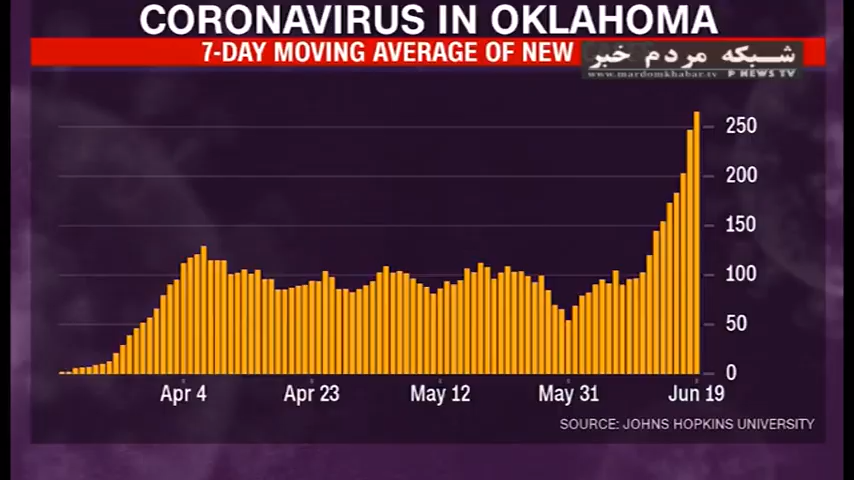 CORONAVIRUS IN OKLAHOMA
7-DAY MOVING AVERAGE OF NEW
شبکه مردم خبر
www.mardomkhabar.tv P NEWS TV
250
200
150
100
50
0
Apr 4 Apr 23 May 12 May 31 Jun 19
SOURCE: JOHNS HOPKINS UNIVERSITY